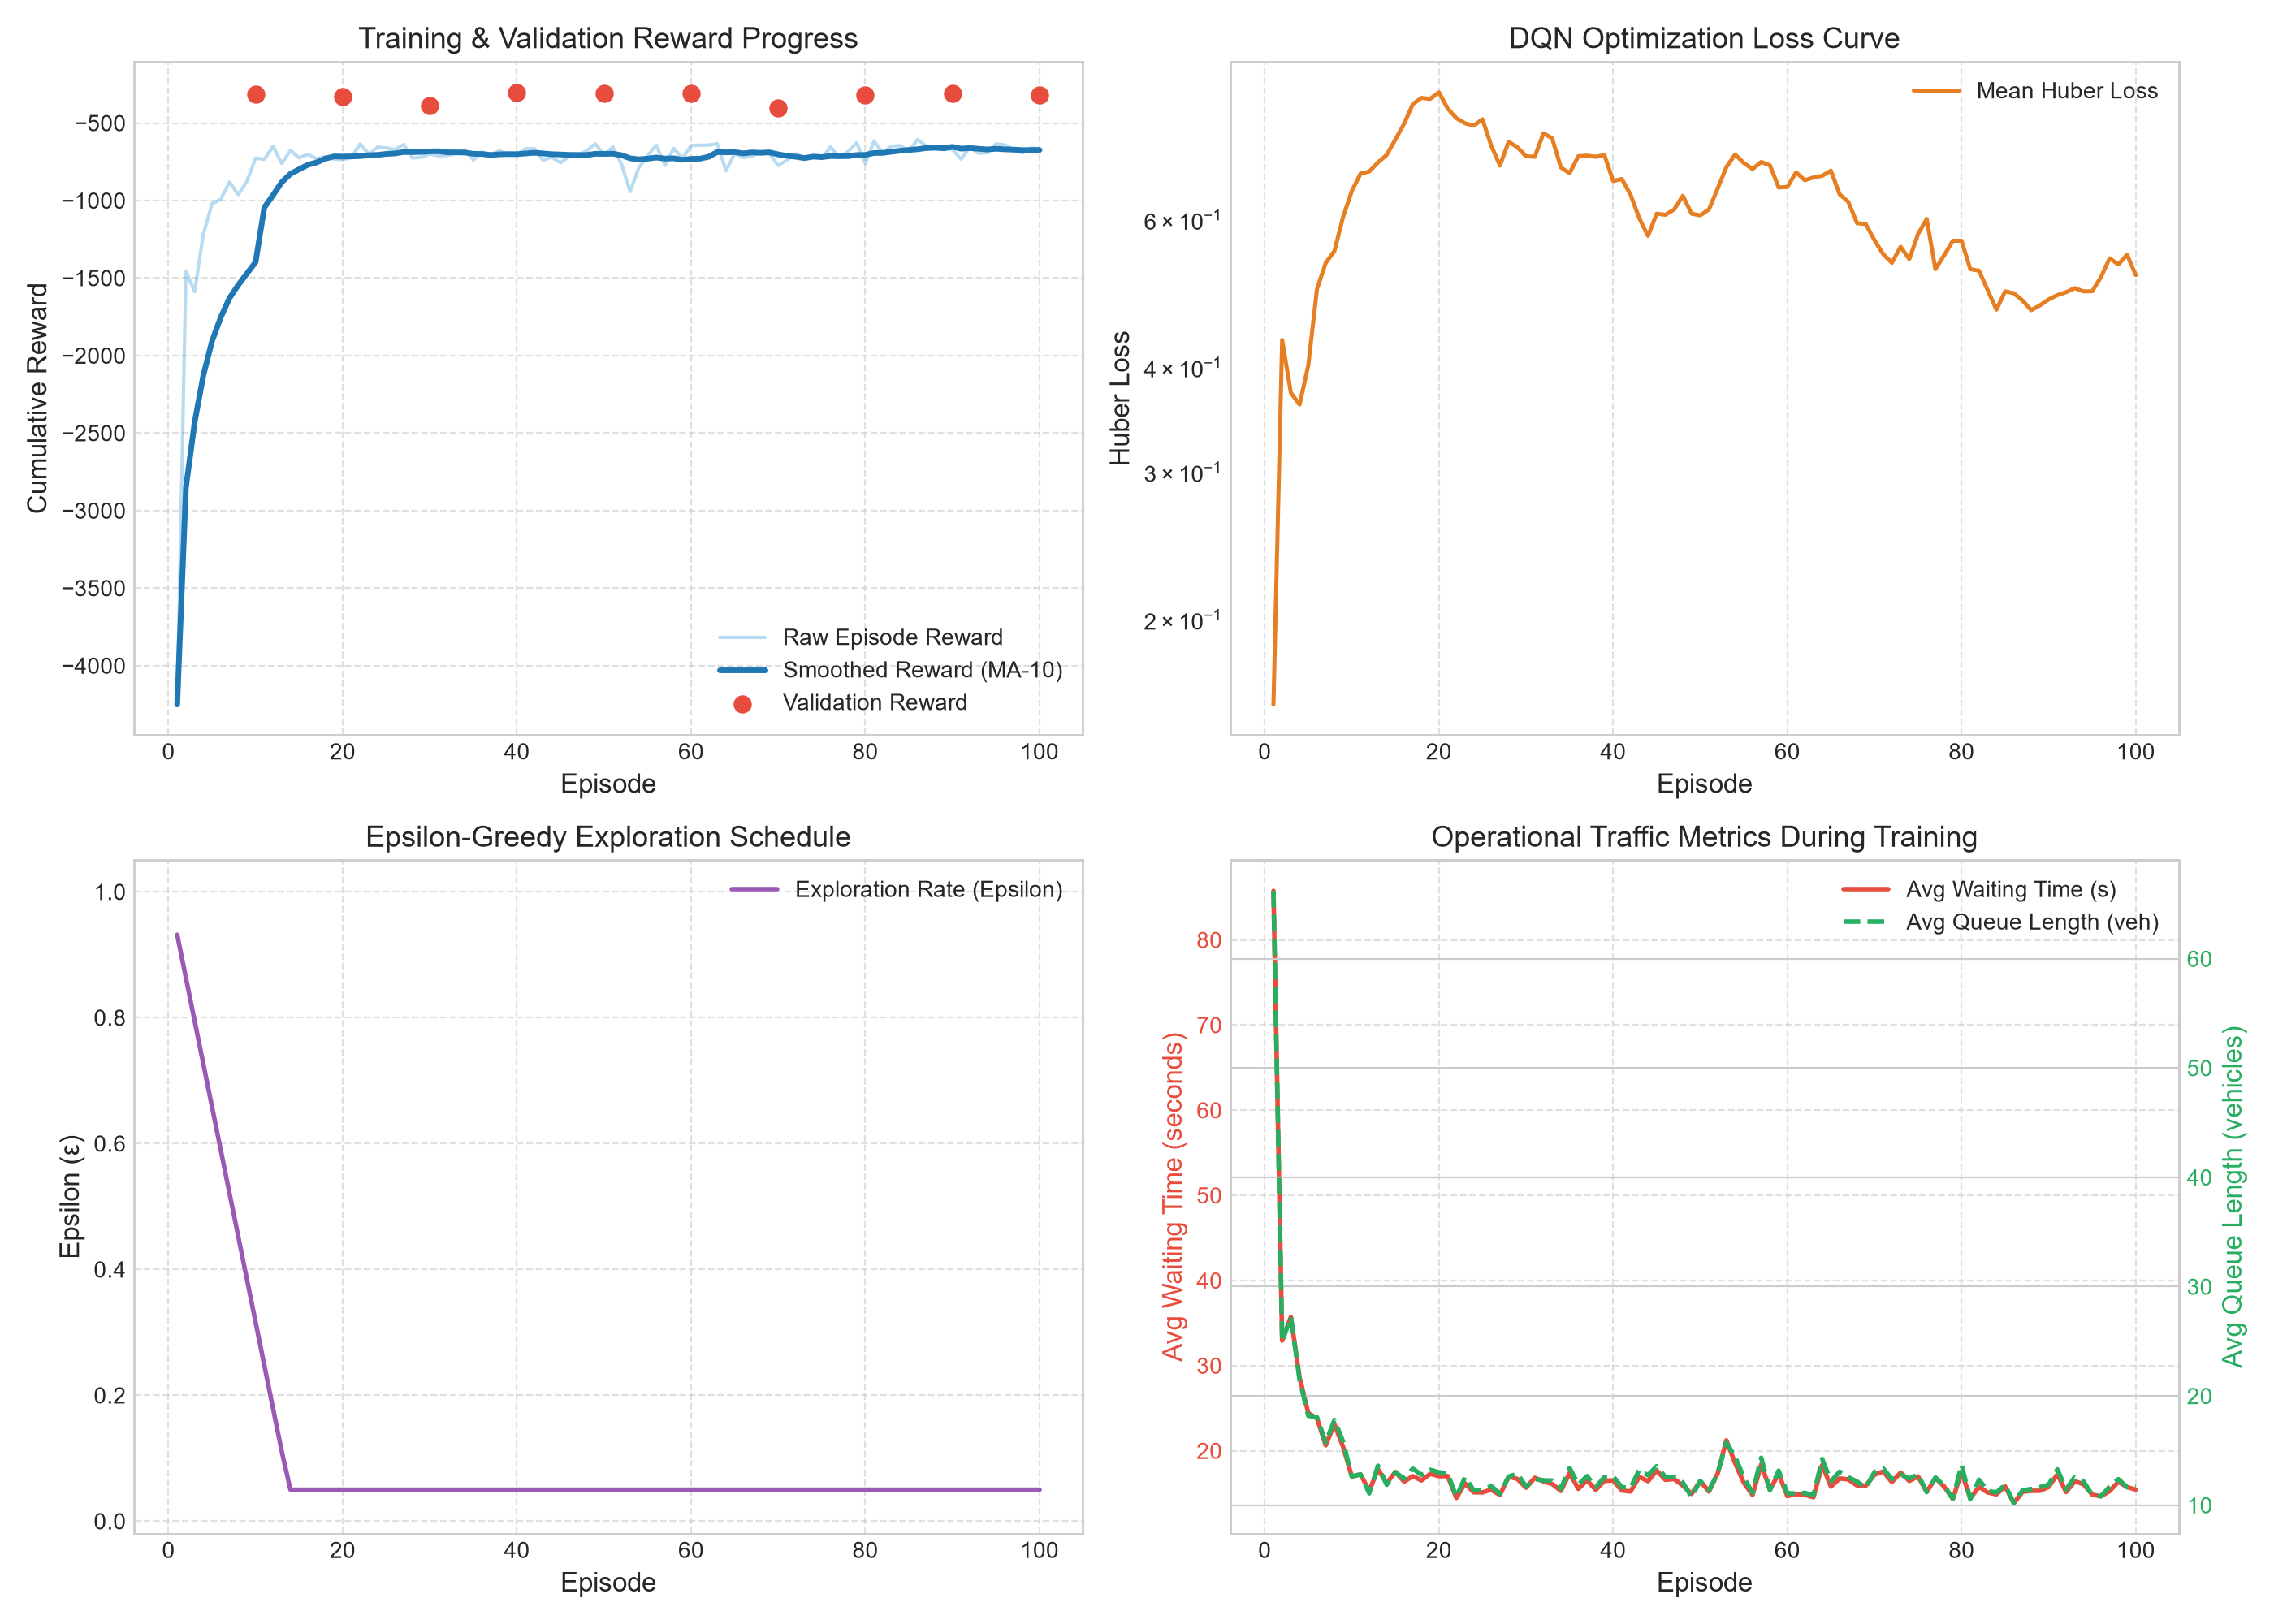 Training & Validation Reward Progress
Cumulative Reward
−500
−1000
−1500
−2000
−2500
−3000
−3500
−4000
Raw Episode Reward
Smoothed Reward (MA-10)
Validation Reward
0 20 40 60 80 100
Episode
DQN Optimization Loss Curve
Huber Loss
6 × 10⁻¹
4 × 10⁻¹
3 × 10⁻¹
2 × 10⁻¹
Mean Huber Loss
0 20 40 60 80 100
Episode
Epsilon-Greedy Exploration Schedule
Epsilon (ε)
1.0
0.8
0.6
0.4
0.2
0.0
Exploration Rate (Epsilon)
0 20 40 60 80 100
Episode
Operational Traffic Metrics During Training
Avg Waiting Time (seconds)
80
70
60
50
40
30
20
Avg Waiting Time (s)
Avg Queue Length (veh)
60
50
40
30
20
10
Avg Queue Length (vehicles)
0 20 40 60 80 100
Episode